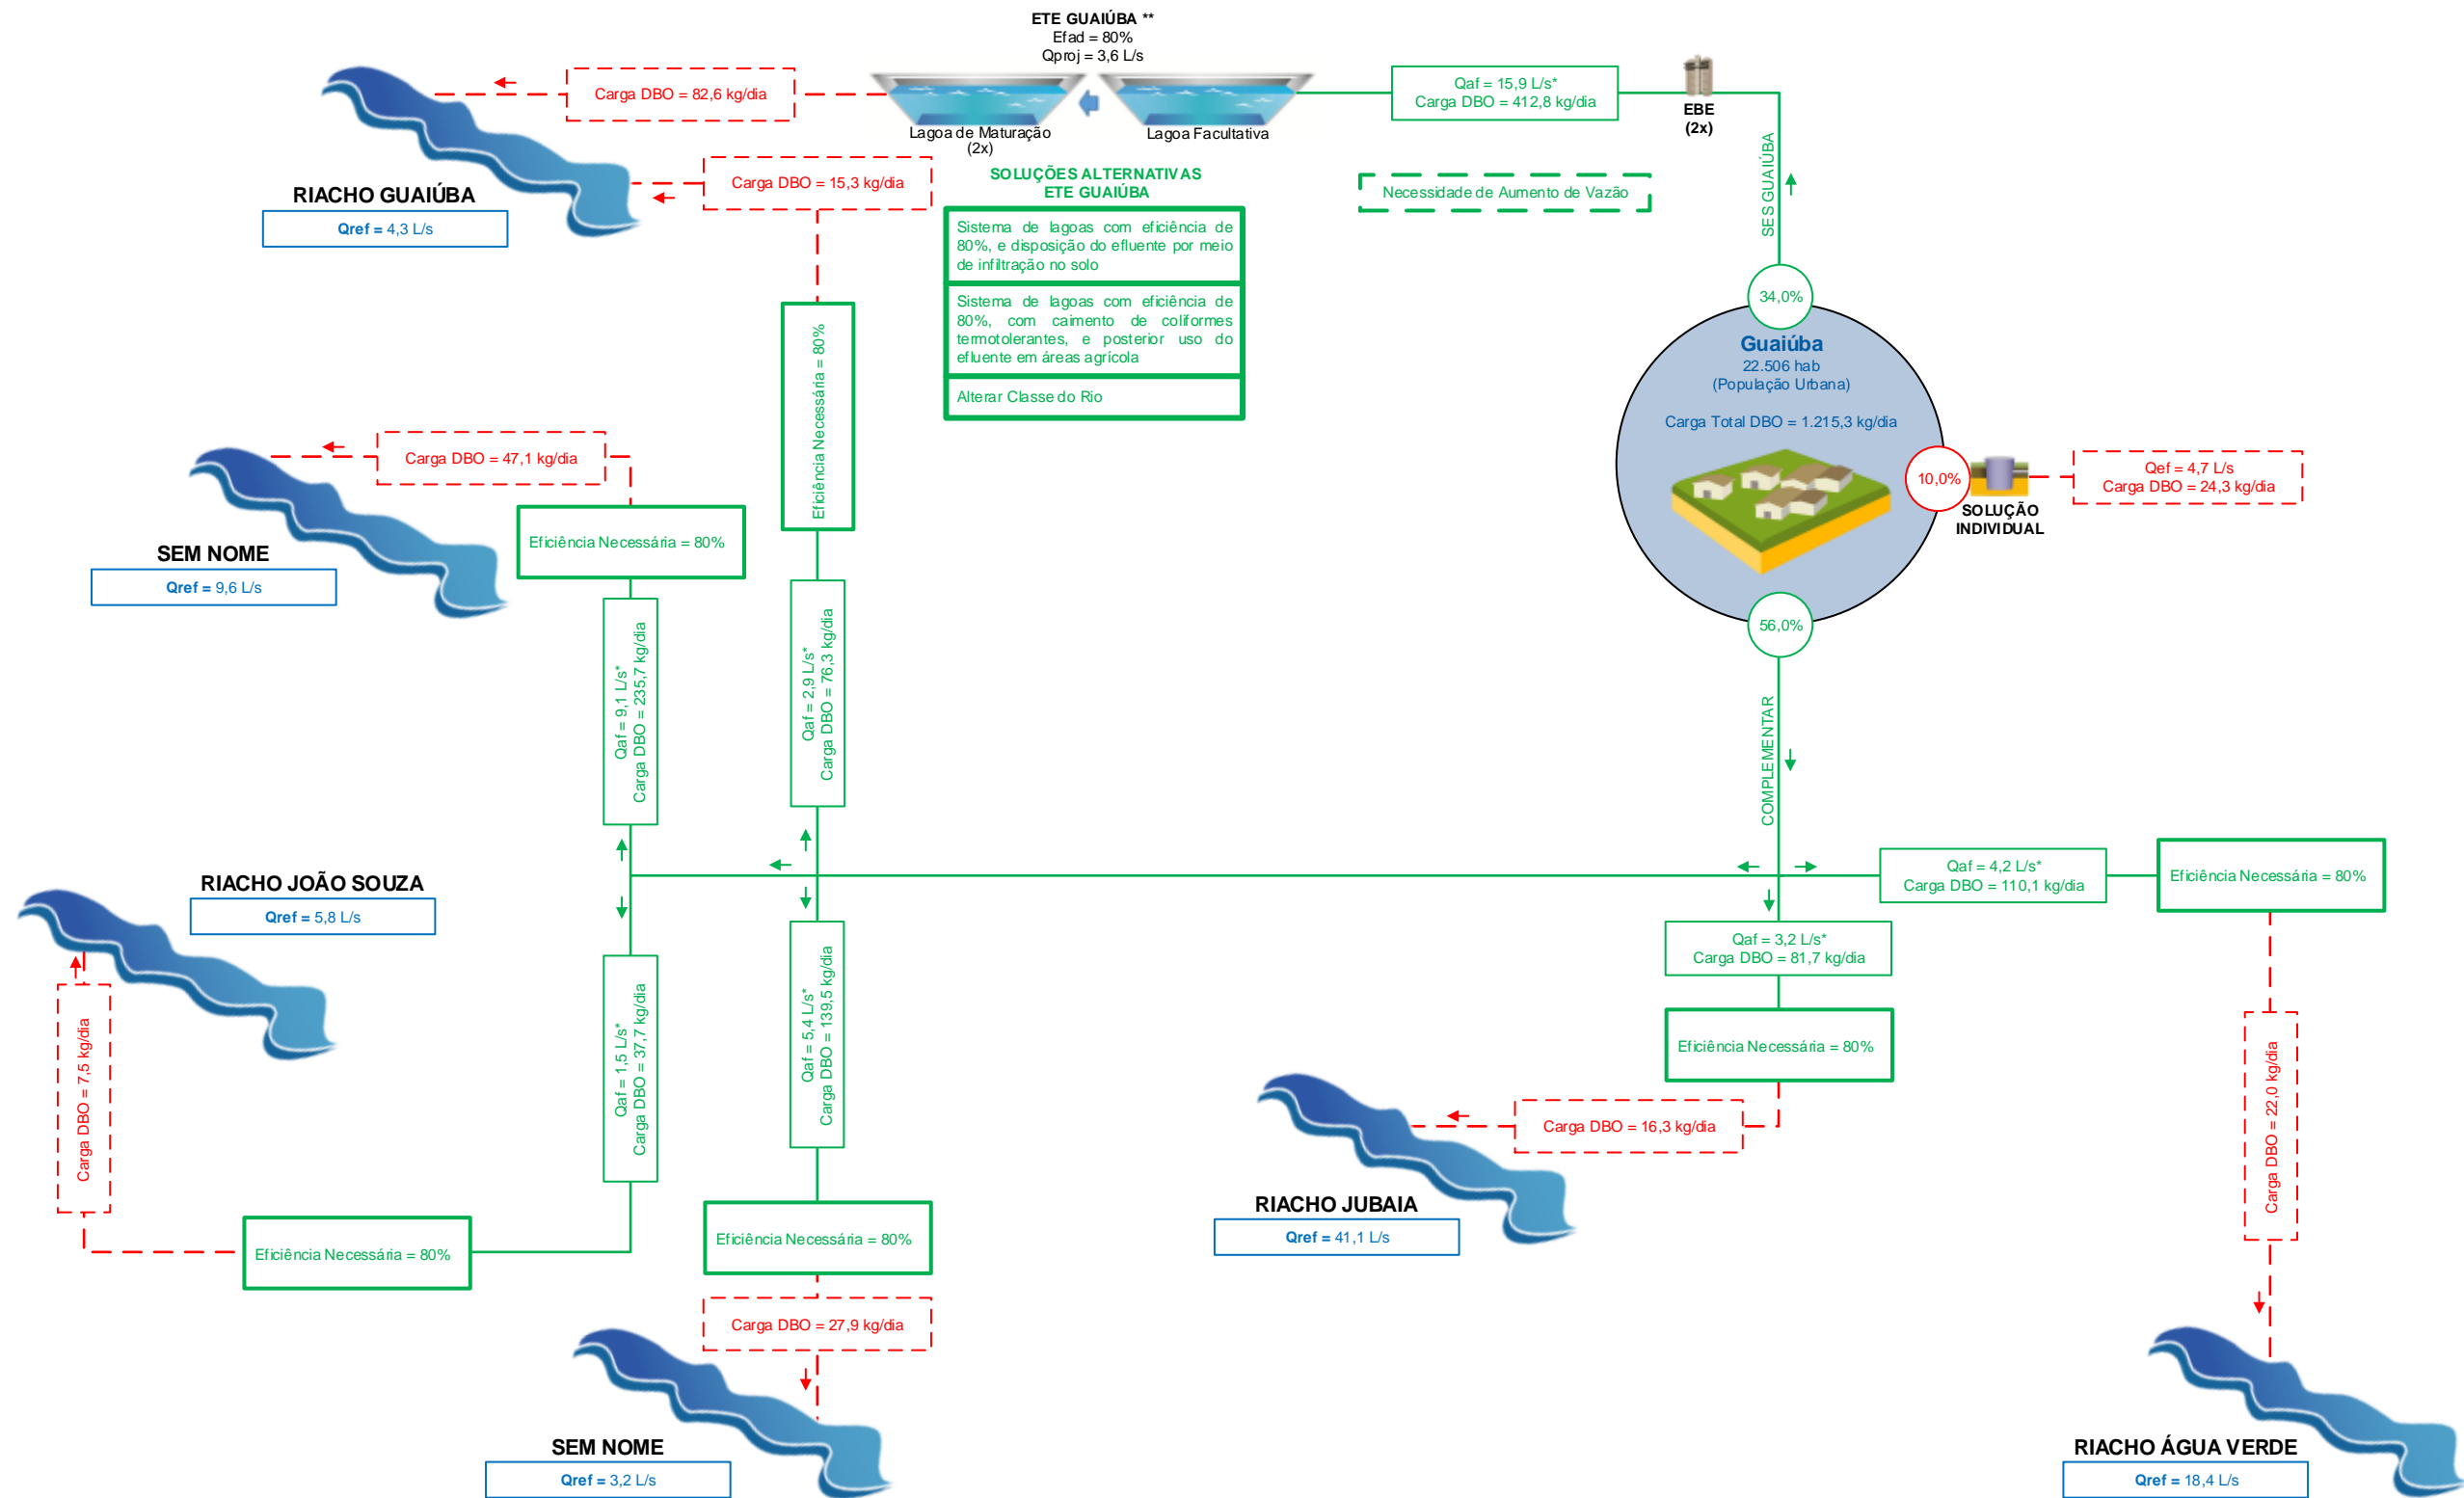 ETE GUAIÚBA **
Efad = 80%
Qproj = 3,6 L/s
Carga DBO = 82,6 kg/dia
Lagoa de Maturação
(2x)
Lagoa Facultativa
Qaf = 15,9 L/s*
Carga DBO = 412,8 kg/dia
EBE
(2x)
SES GUAIÚBA
RIACHO GUAIÚBA
Qref = 4,3 L/s
Carga DBO = 15,3 kg/dia
SOLUÇÕES ALTERNATIVAS
ETE GUAIÚBA
Sistema de lagoas com eficiência de
80%, e disposição do efluente por meio
de infiltração no solo
Sistema de lagoas com eficiência de
80%, com caimento de coliformes
termotolerantes, e posterior uso do
efluente em áreas agrícola
Alterar Classe do Rio
Necessidade de Aumento de Vazão
34,0%
Guaiúba
22.506 hab
(População Urbana)
Carga Total DBO = 1.215,3 kg/dia
10,0%
SOLUÇÃO
INDIVIDUAL
Qef = 4,7 L/s
Carga DBO = 24,3 kg/dia
56,0%
COMPLEMENTAR
Eficiência Necessária = 80%
Qaf = 2,9 L/s*
Carga DBO = 76,3 kg/dia
Carga DBO = 47,1 kg/dia
SEM NOME
Qref = 9,6 L/s
Eficiência Necessária = 80%
Qaf = 9,1 L/s*
Carga DBO = 235,7 kg/dia
RIACHO JOÃO SOUZA
Qref = 5,8 L/s
Carga DBO = 7,5 kg/dia
Eficiência Necessária = 80%
Qaf = 1,5 L/s*
Carga DBO = 37,7 kg/dia
Qaf = 5,4 L/s*
Carga DBO = 139,5 kg/dia
Eficiência Necessária = 80%
Carga DBO = 27,9 kg/dia
SEM NOME
Qref = 3,2 L/s
Qaf = 3,2 L/s*
Carga DBO = 81,7 kg/dia
Eficiência Necessária = 80%
Carga DBO = 16,3 kg/dia
RIACHO JUBAIA
Qref = 41,1 L/s
Qaf = 4,2 L/s*
Carga DBO = 110,1 kg/dia
Eficiência Necessária = 80%
Carga DBO = 22,0 kg/dia
RIACHO ÁGUA VERDE
Qref = 18,4 L/s